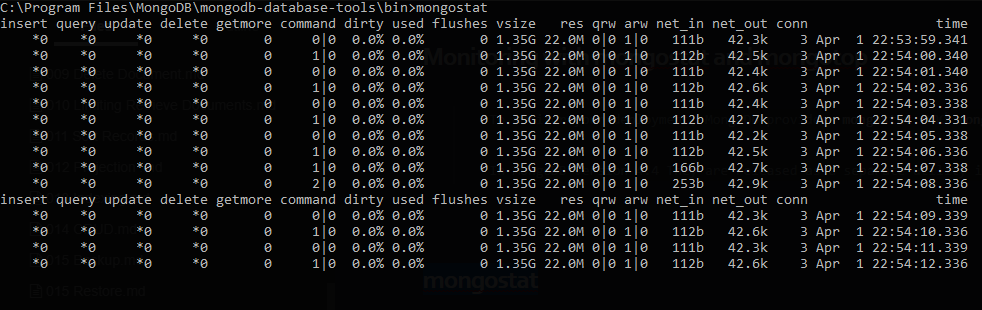 C:\Program Files\MongoDB\mongodb-database-tools\bin>mongostat
insert query update delete getmore command dirty used flushes vsize   res qrw arw net_in net_out conn                time
    *0    *0     *0     *0       0     0|0  0.0% 0.0%       0 1.35G 22.0M 0|0 1|0   111b   42.3k    3 Apr  1 22:53:59.341
    *0    *0     *0     *0       0     1|0  0.0% 0.0%       0 1.35G 22.0M 0|0 1|0   112b   42.5k    3 Apr  1 22:54:00.340
    *0    *0     *0     *0       0     0|0  0.0% 0.0%       0 1.35G 22.0M 0|0 1|0   111b   42.4k    3 Apr  1 22:54:01.340
    *0    *0     *0     *0       0     1|0  0.0% 0.0%       0 1.35G 22.0M 0|0 1|0   112b   42.6k    3 Apr  1 22:54:02.336
    *0    *0     *0     *0       0     0|0  0.0% 0.0%       0 1.35G 22.0M 0|0 1|0   111b   42.4k    3 Apr  1 22:54:03.338
    *0    *0     *0     *0       0     1|0  0.0% 0.0%       0 1.35G 22.0M 0|0 1|0   112b   42.7k    3 Apr  1 22:54:04.331
    *0    *0     *0     *0       0     0|0  0.0% 0.0%       0 1.35G 22.0M 0|0 1|0   111b   42.2k    3 Apr  1 22:54:05.338
    *0    *0     *0     *0       0     1|0  0.0% 0.0%       0 1.35G 22.0M 0|0 1|0   112b   42.5k    3 Apr  1 22:54:06.336
    *0    *0     *0     *0       0     1|0  0.0% 0.0%       0 1.35G 22.0M 0|0 1|0   166b   42.7k    3 Apr  1 22:54:07.338
    *0    *0     *0     *0       0     2|0  0.0% 0.0%       0 1.35G 22.0M 0|0 1|0   253b   42.9k    3 Apr  1 22:54:08.336
insert query update delete getmore command dirty used flushes vsize   res qrw arw net_in net_out conn                time
    *0    *0     *0     *0       0     0|0  0.0% 0.0%       0 1.35G 22.0M 0|0 1|0   111b   42.3k    3 Apr  1 22:54:09.339
    *0    *0     *0     *0       0     1|0  0.0% 0.0%       0 1.35G 22.0M 0|0 1|0   112b   42.6k    3 Apr  1 22:54:10.336
    *0    *0     *0     *0       0     0|0  0.0% 0.0%       0 1.35G 22.0M 0|0 1|0   111b   42.3k    3 Apr  1 22:54:11.339
    *0    *0     *0     *0       0     1|0  0.0% 0.0%       0 1.35G 22.0M 0|0 1|0   112b   42.6k    3 Apr  1 22:54:12.336
mongostat
015 Restore.md